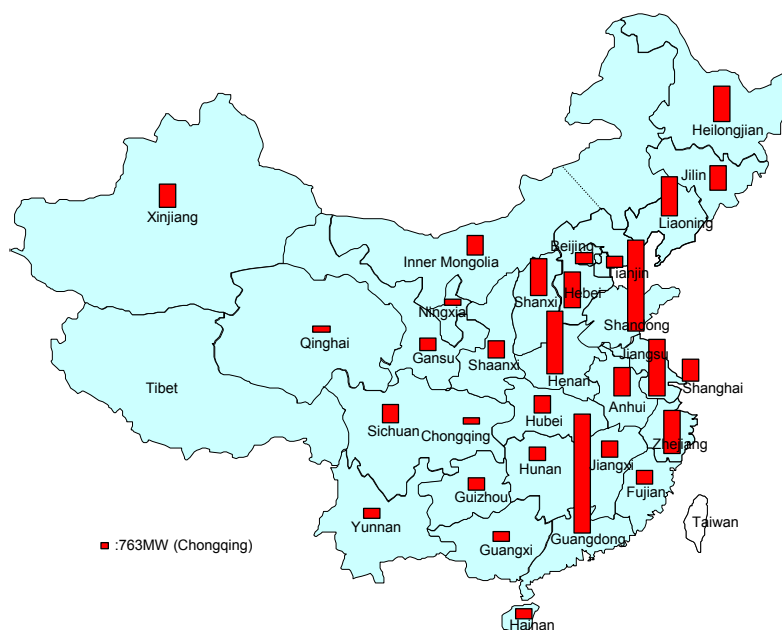 Heilongjian
Jilin
Xinjiang
Liaoning
Beijing
Inner Mongolia
Tianjin
Hebei
Shanxi
Ningxia
Shandong
Qinghai
Gansu
Jiangsu
Shaanxi
Henan
Shanghai
Tibet
Anhui
Hubei
Sichuan
Chongqing
Zhejiang
Hunan
Jiangxi
Fujian
Guizhou
Taiwan
Yunnan
Guangdong
Guangxi
:763MW (Chongqing)
Hainan